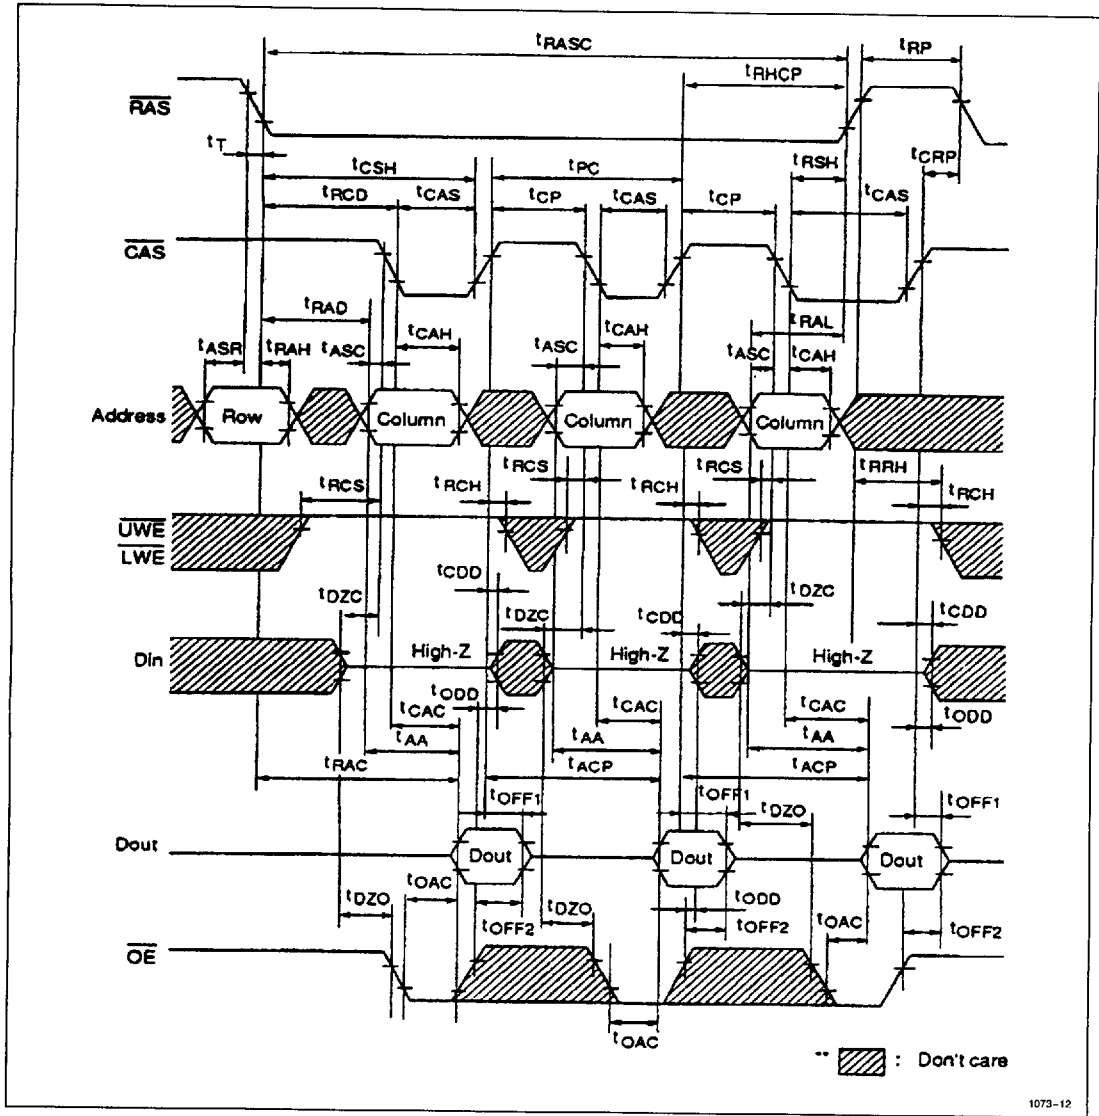 tRASC
tRP
tRHCP
RAS
tT
tCSH
tPC
tRSH
tCRP
tRCD
tCAS
tCP
tCAS
tCP
tCAS
CAS
tRAD
tRAL
tASR
tRAH
tASC
tCAH
tASC
tCAH
tASC
tCAH
Address
Row
Column
Column
Column
tRCS
tRCH
tRCS
tRCH
tRCS
tRRH
tRCH
UWE
LWE
tDZC
tCDD
tDZC
tCDD
tDZC
tCDD
Din
High-Z
High-Z
High-Z
tODD
tODD
tCAC
tCAC
tCAC
tAA
tAA
tAA
tRAC
tACP
tACP
tOFF1
tOFF1
tDZO
tOFF1
Dout
Dout
Dout
Dout
tDZO
tOAC
tOFF2
tDZO
tODD
tOFF2
tOAC
tOFF2
OE
tOAC
: Don't care
1073-12